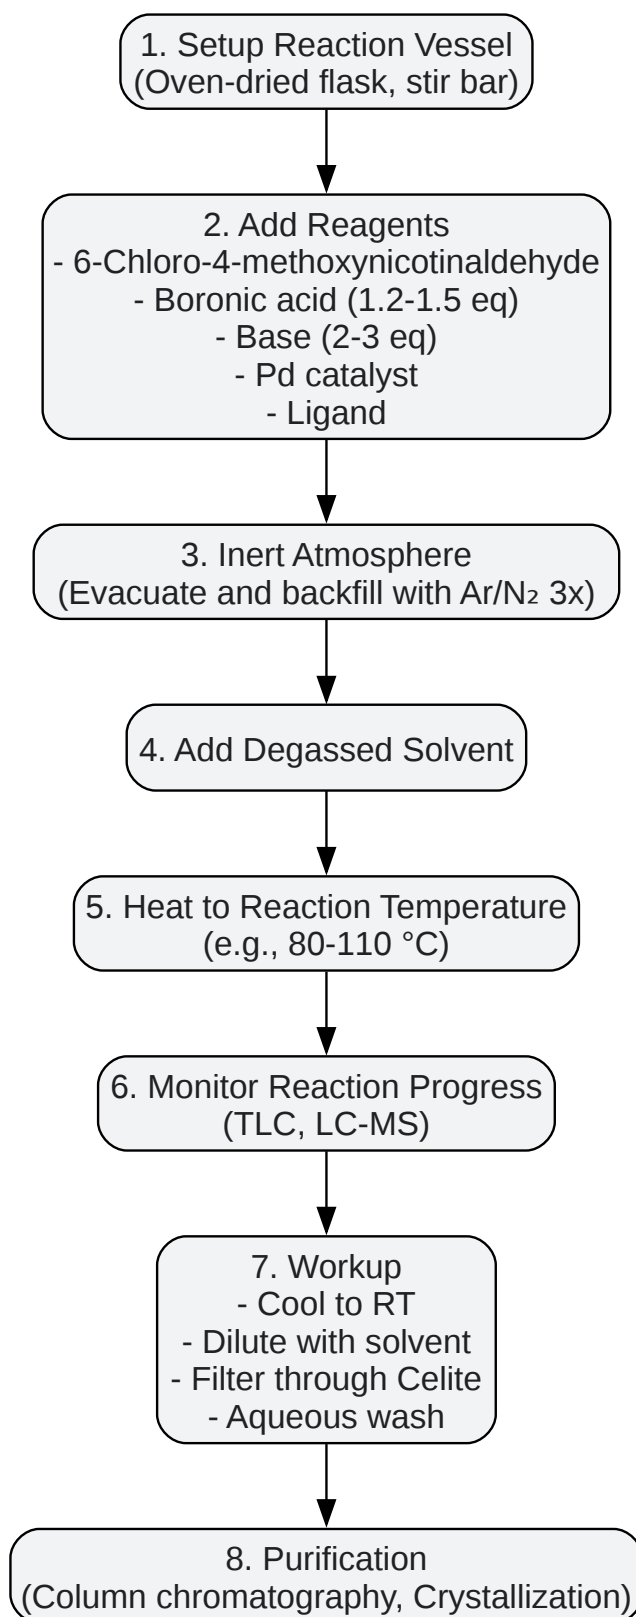 1. Setup Reaction Vessel
(Oven-dried flask, stir bar)
2. Add Reagents
- 6-Chloro-4-methoxynicotinaldehyde
- Boronic acid (1.2-1.5 eq)
- Base (2-3 eq)
- Pd catalyst
- Ligand
3. Inert Atmosphere
(Evacuate and backfill with Ar/N₂ 3x)
4. Add Degassed Solvent
5. Heat to Reaction Temperature
(e.g., 80-110 °C)
6. Monitor Reaction Progress
(TLC, LC-MS)
7. Workup
- Cool to RT
- Dilute with solvent
- Filter through Celite
- Aqueous wash
8. Purification
(Column chromatography, Crystallization)